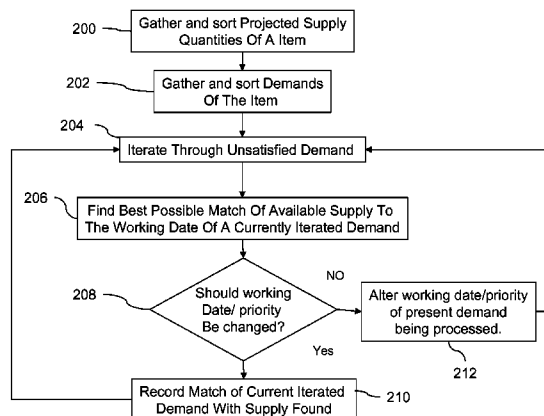 200
Gather and sort Projected Supply
Quantities Of A Item
202
Gather and sort Demands
Of The Item
204
Iterate Through Unsatisfied Demand
206
Find Best Possible Match Of Available Supply To
The Working Date Of A Currently Iterated Demand
208
Should working
Date/ priority
Be changed?
NO
Alter working date/priority
of present demand
being processed.
212
Yes
Record Match of Current Iterated
Demand With Supply Found
210